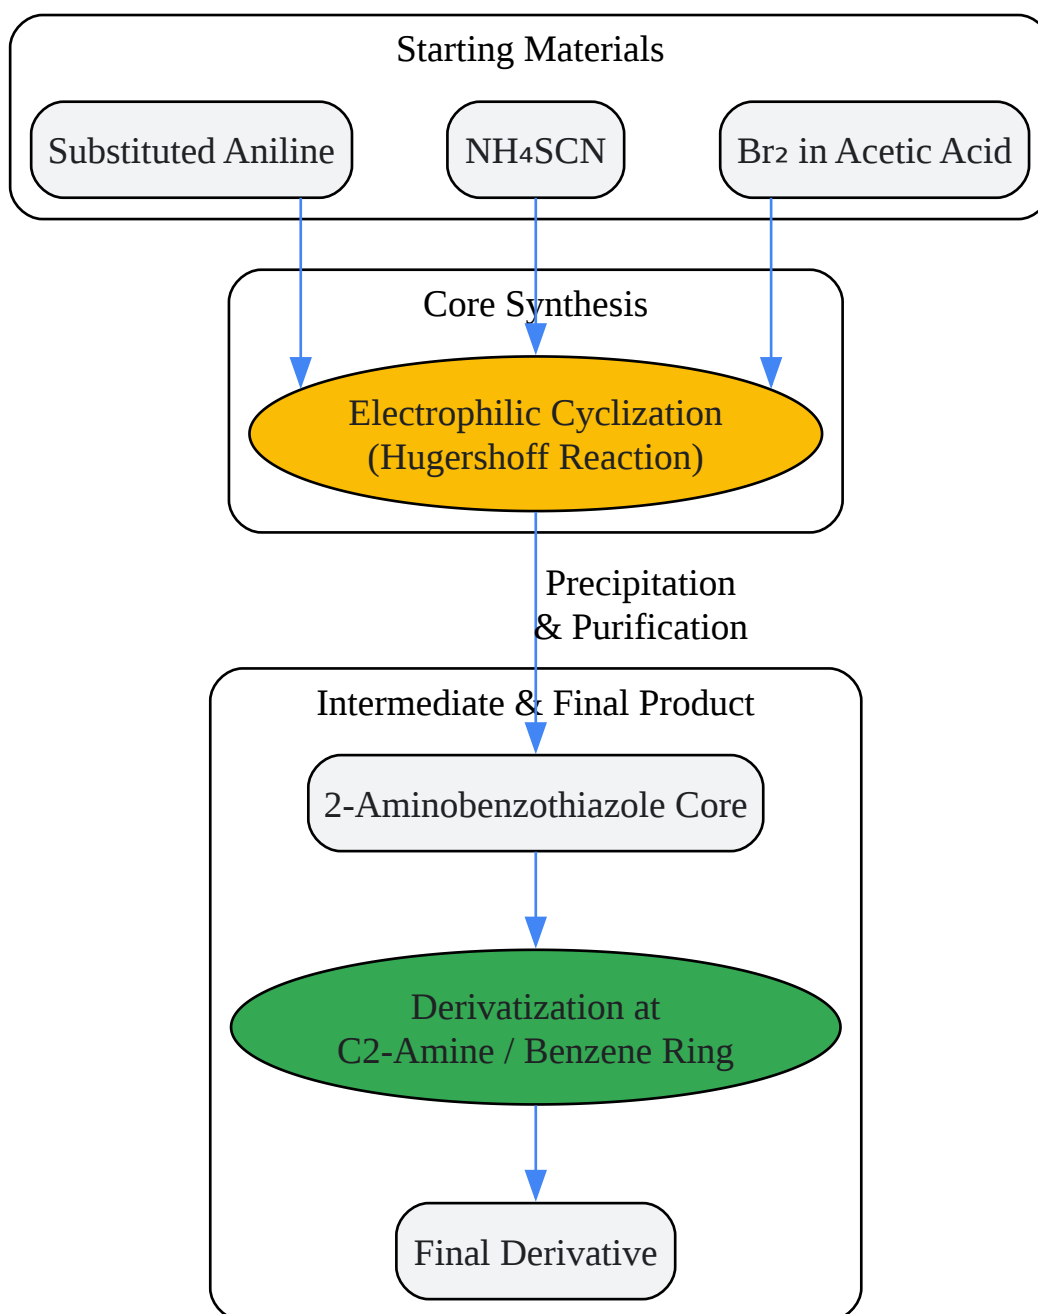 Starting Materials
Substituted Aniline
NH₄SCN
Br₂ in Acetic Acid
Core Synthesis
Electrophilic Cyclization
(Hugershoff Reaction)
Precipitation
& Purification
Intermediate & Final Product
2-Aminobenzothiazole Core
Derivatization at
C2-Amine / Benzene Ring
Final Derivative